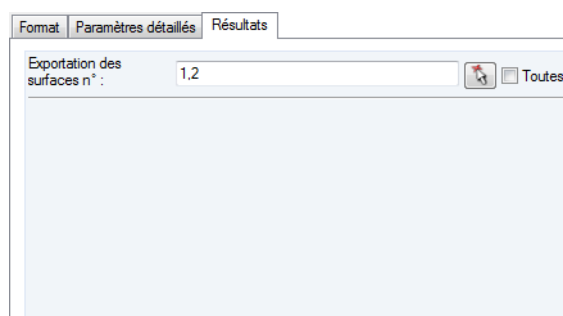 Format Paramètres détaillés Résultats
Exportation des
surfaces n° :
1,2
Toutes